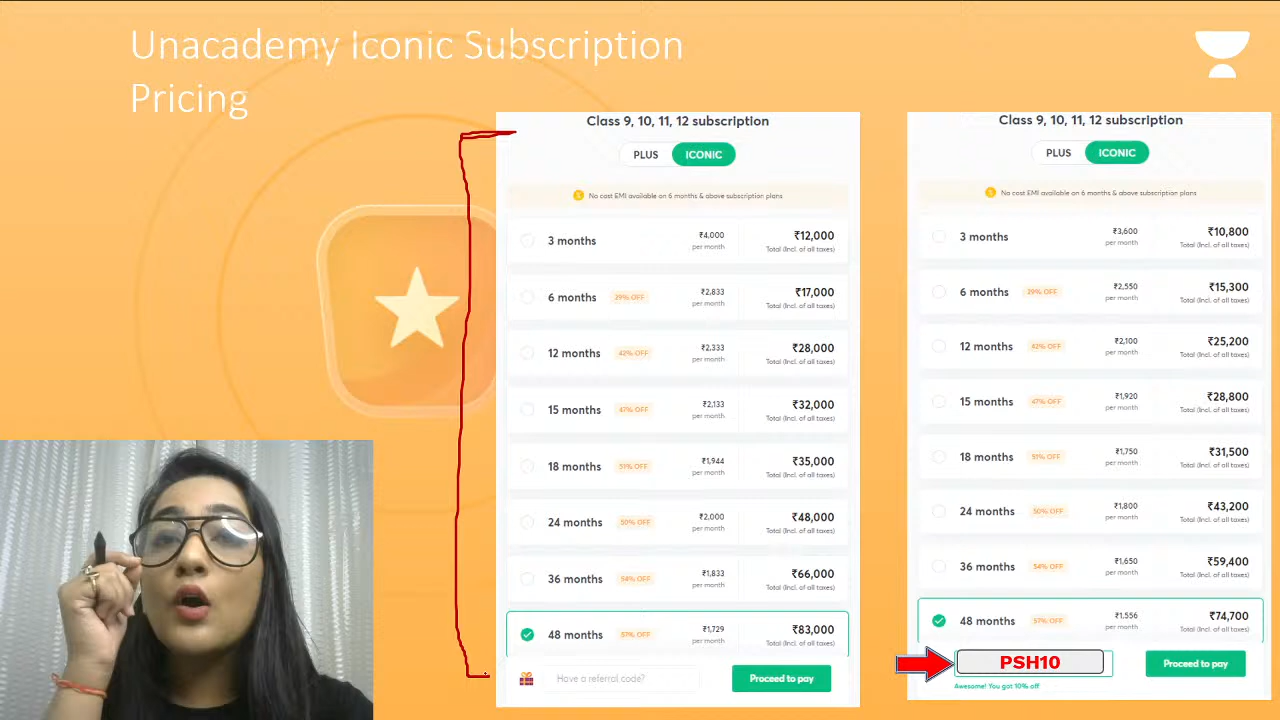 Unacademy Iconic Subscription
Pricing
Class 9, 10, 11, 12 subscription
PLUS
ICONIC
No cost EMI available on 6 months & above subscription plans
3 months
₹4,000
per month
₹12,000
Total (Incl. of all taxes)
6 months
29% OFF
₹2,833
per month
₹17,000
Total (Incl. of all taxes)
12 months
42% OFF
₹2,333
per month
₹28,000
Total (Incl. of all taxes)
15 months
47% OFF
₹2,133
per month
₹32,000
Total (Incl. of all taxes)
18 months
51% OFF
₹1,944
per month
₹35,000
Total (Incl. of all taxes)
24 months
50% OFF
₹2,000
per month
₹48,000
Total (Incl. of all taxes)
36 months
54% OFF
₹1,833
per month
₹66,000
Total (Incl. of all taxes)
48 months
57% OFF
₹1,729
per month
₹83,000
Total (Incl. of all taxes)
Have a referral code?
Proceed to pay
Class 9, 10, 11, 12 subscription
PLUS
ICONIC
No cost EMI available on 6 months & above subscription plans
3 months
₹3,600
per month
₹10,800
Total (Incl. of all taxes)
6 months
29% OFF
₹2,550
per month
₹15,300
Total (Incl. of all taxes)
12 months
42% OFF
₹2,100
per month
₹25,200
Total (Incl. of all taxes)
15 months
47% OFF
₹1,920
per month
₹28,800
Total (Incl. of all taxes)
18 months
51% OFF
₹1,750
per month
₹31,500
Total (Incl. of all taxes)
24 months
50% OFF
₹1,800
per month
₹43,200
Total (Incl. of all taxes)
36 months
54% OFF
₹1,650
per month
₹59,400
Total (Incl. of all taxes)
48 months
57% OFF
₹1,556
per month
₹74,700
Total (Incl. of all taxes)
PSH10
Proceed to pay
Awesome! You got 10% off